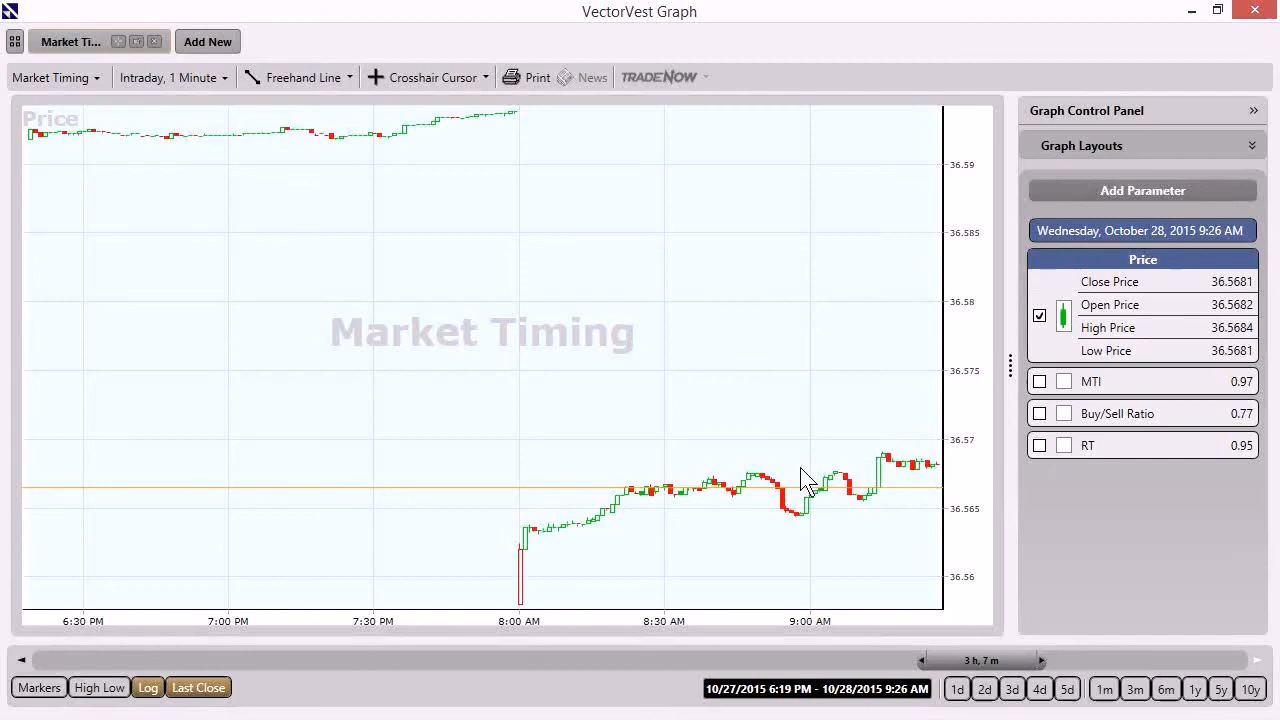 VectorVest Graph
Market Ti... Add New
Market Timing Intraday, 1 Minute Freehand Line Crosshair Cursor Print News TRADENOW
Price
Market Timing
36.59
36.585
36.58
36.575
36.57
36.565
36.56
6:30 PM 7:00 PM 7:30 PM 8:00 AM 8:30 AM 9:00 AM
Graph Control Panel
Graph Layouts
Add Parameter
Wednesday, October 28, 2015 9:26 AM
Price
Close Price 36.5681
Open Price 36.5682
High Price 36.5684
Low Price 36.5681
MTI 0.97
Buy/Sell Ratio 0.77
RT 0.95
3 h, 7 m
Markers High Low Log Last Close 10/27/2015 6:19 PM - 10/28/2015 9:26 AM 1d 2d 3d 4d 5d 1m 3m 6m 1y 5y 10y